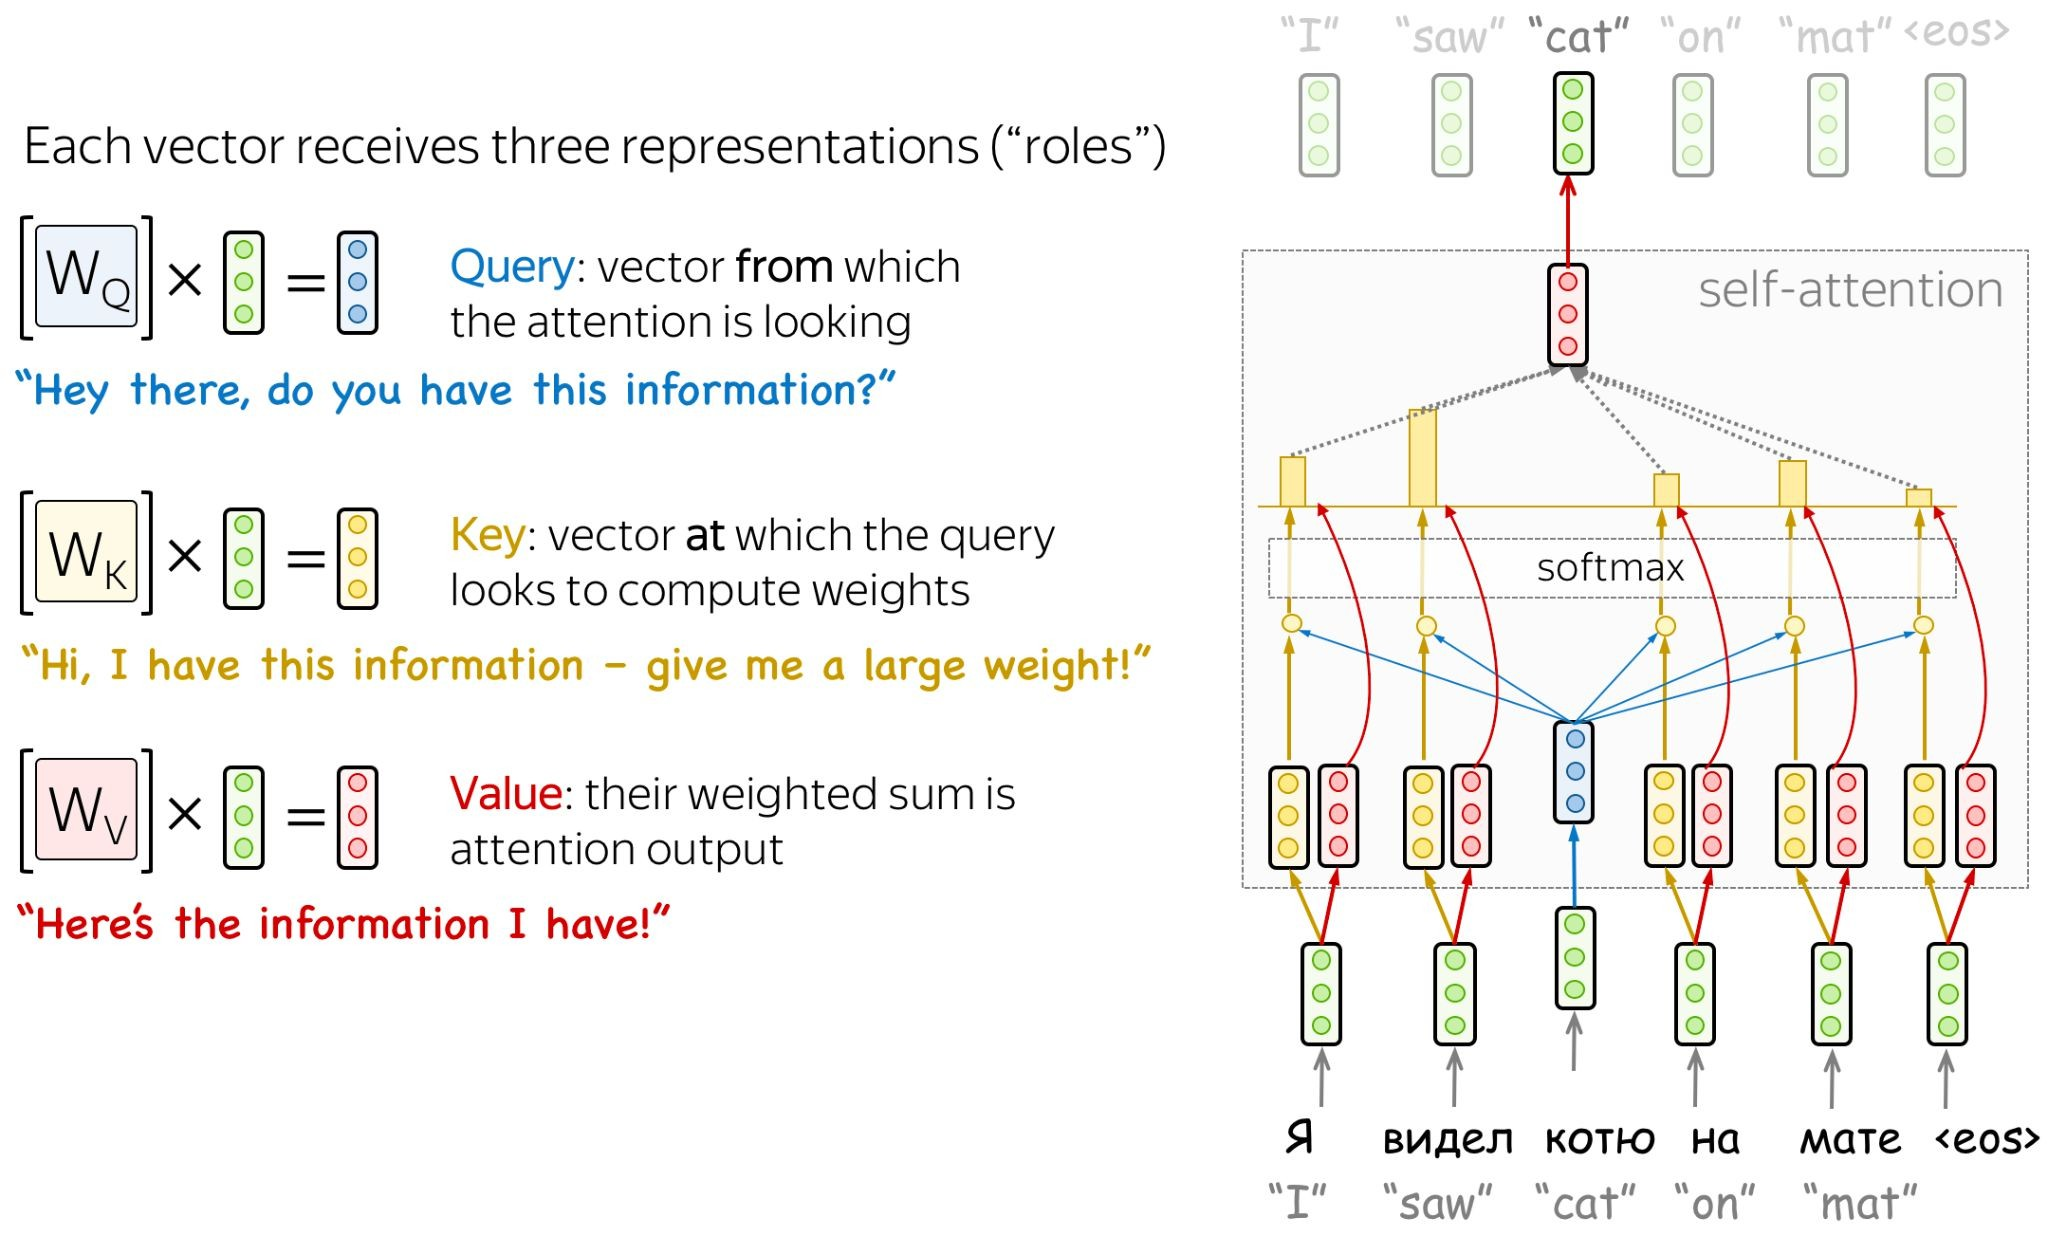 Each vector receives three representations (“roles”)
[W_Q] × =
Query: vector from which
the attention is looking
“Hey there, do you have this information?”
[W_K] × =
Key: vector at which the query
looks to compute weights
“Hi, I have this information – give me a large weight!”
[W_V] × =
Value: their weighted sum is
attention output
“Here’s the information I have!”
“I” “saw” “cat” “on” “mat” <eos>
self-attention
softmax
Я видел котю на мате <eos>
“I” “saw” “cat” “on” “mat”